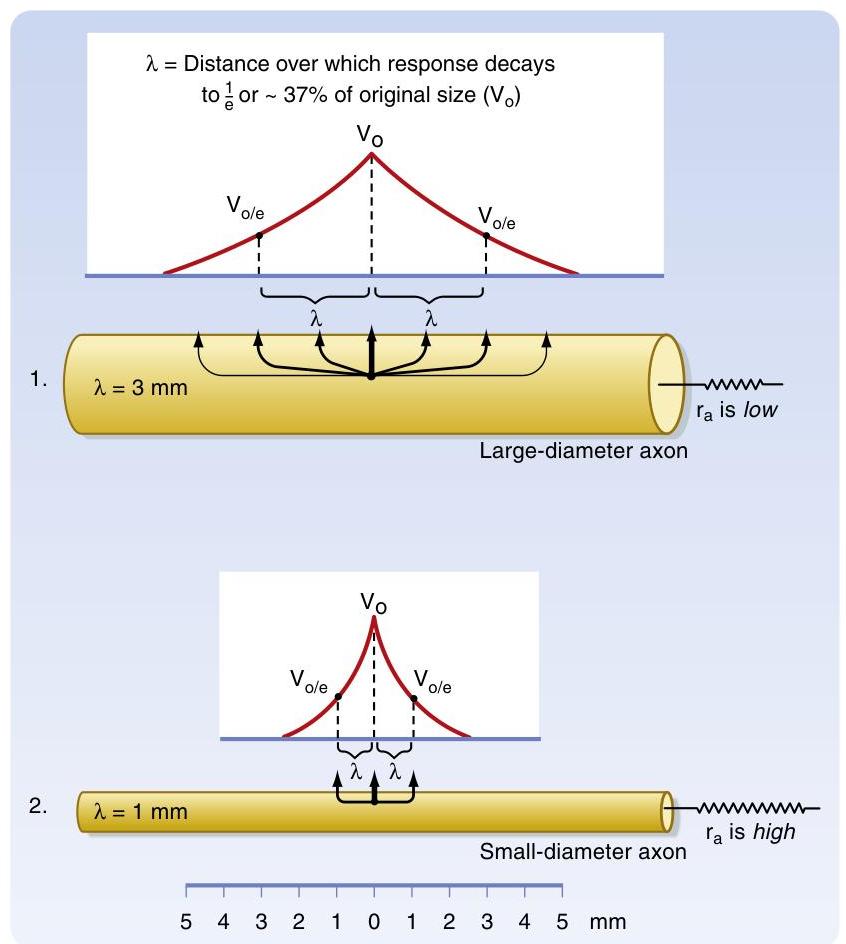 λ = Distance over which response decays
to 1/e or ~ 37% of original size (Vo)
Vo
Vo/e
Vo/e
λ
λ
1.
λ = 3 mm
ra is low
Large-diameter axon
Vo
Vo/e
Vo/e
λ
λ
2.
λ = 1 mm
ra is high
Small-diameter axon
5 4 3 2 1 0 1 2 3 4 5 mm